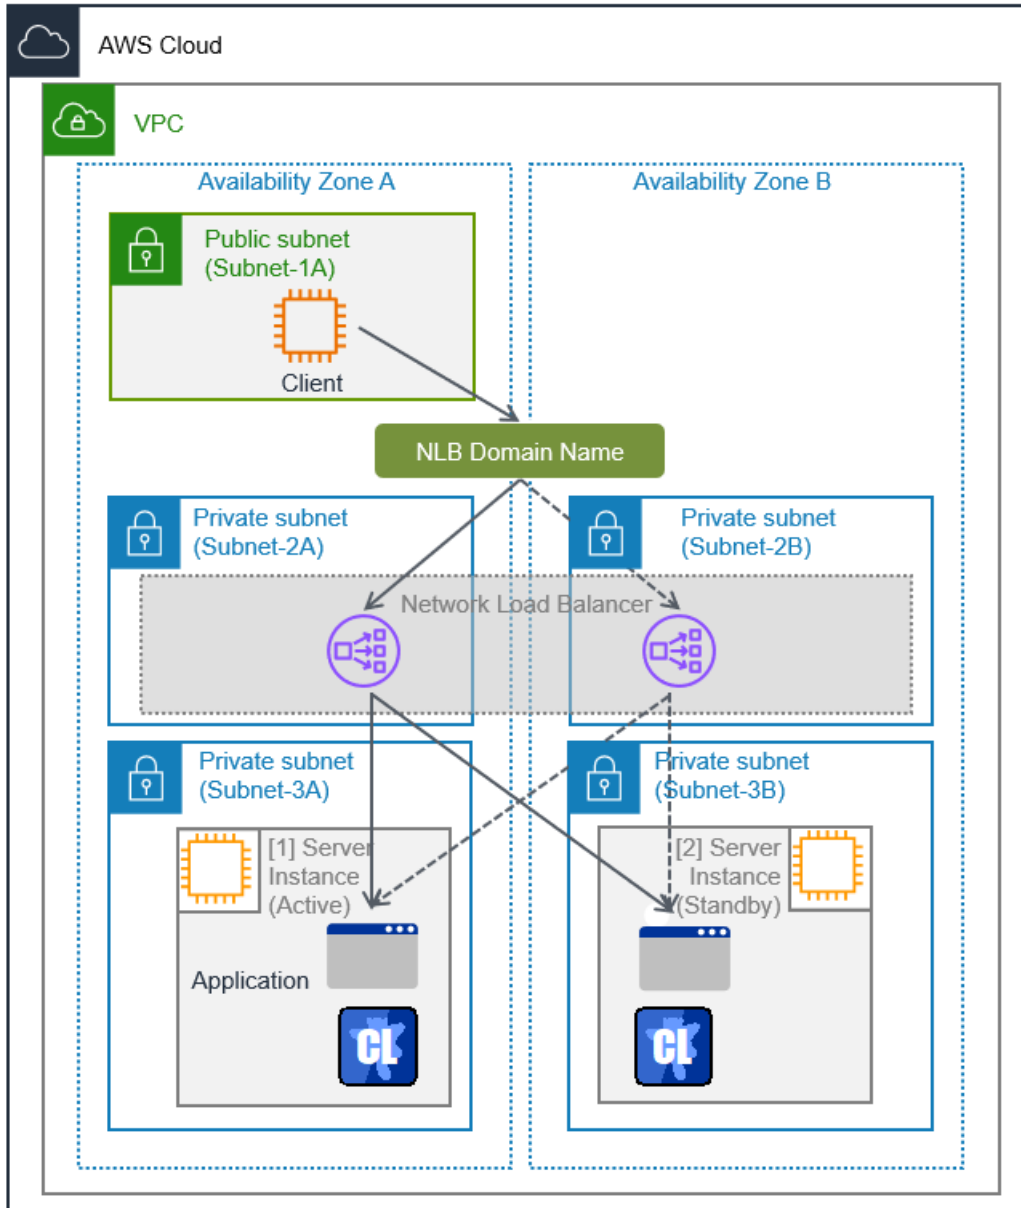 AWS Cloud
VPC
Availability Zone A
Availability Zone B
Public subnet
(Subnet-1A)
Client
NLB Domain Name
Private subnet
(Subnet-2A)
Private subnet
(Subnet-2B)
Network Load Balancer
Private subnet
(Subnet-3A)
Private subnet
(Subnet-3B)
[1] Server
Instance
(Active)
[2] Server
Instance
(Standby)
Application
CL
CL